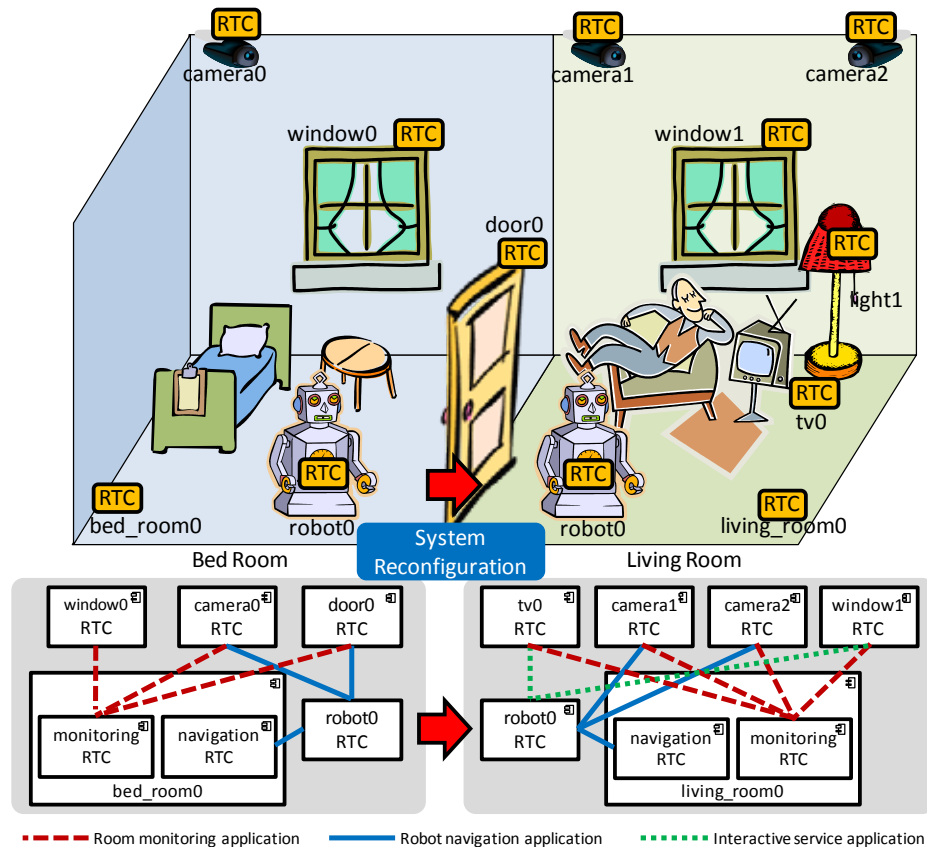 RTC
camera0
RTC
camera1
RTC
camera2
window0
RTC
window1
RTC
door0
RTC
RTC
light1
RTC
tv0
RTC
bed_room0
RTC
robot0
RTC
robot0
RTC
living_room0
Bed Room
System
Reconfiguration
Living Room
window0
RTC
camera0
RTC
door0
RTC
monitoring
RTC
navigation
RTC
robot0
RTC
bed_room0
tv0
RTC
camera1
RTC
camera2
RTC
window1
RTC
robot0
RTC
navigation
RTC
monitoring
RTC
living_room0
Room monitoring application
Robot navigation application
Interactive service application